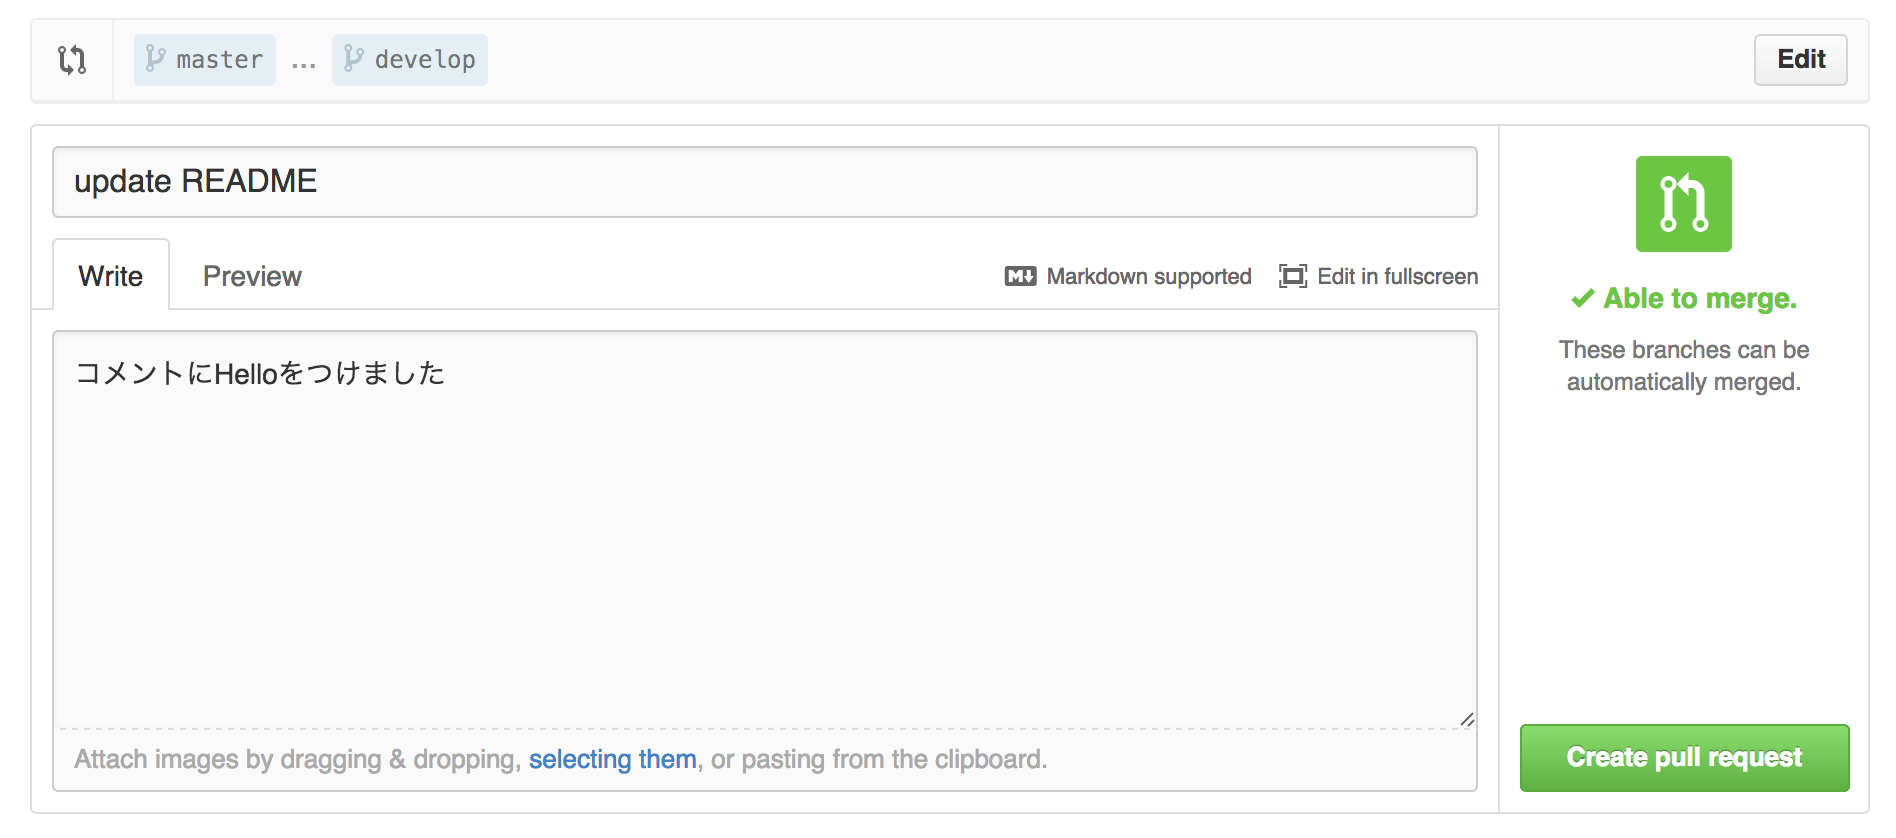 master ... develop Edit
update README
Write Preview Markdown supported Edit in fullscreen
コメントにHelloをつけました
Attach images by dragging & dropping, selecting them, or pasting from the clipboard.
Able to merge.
These branches can be
automatically merged.
Create pull request